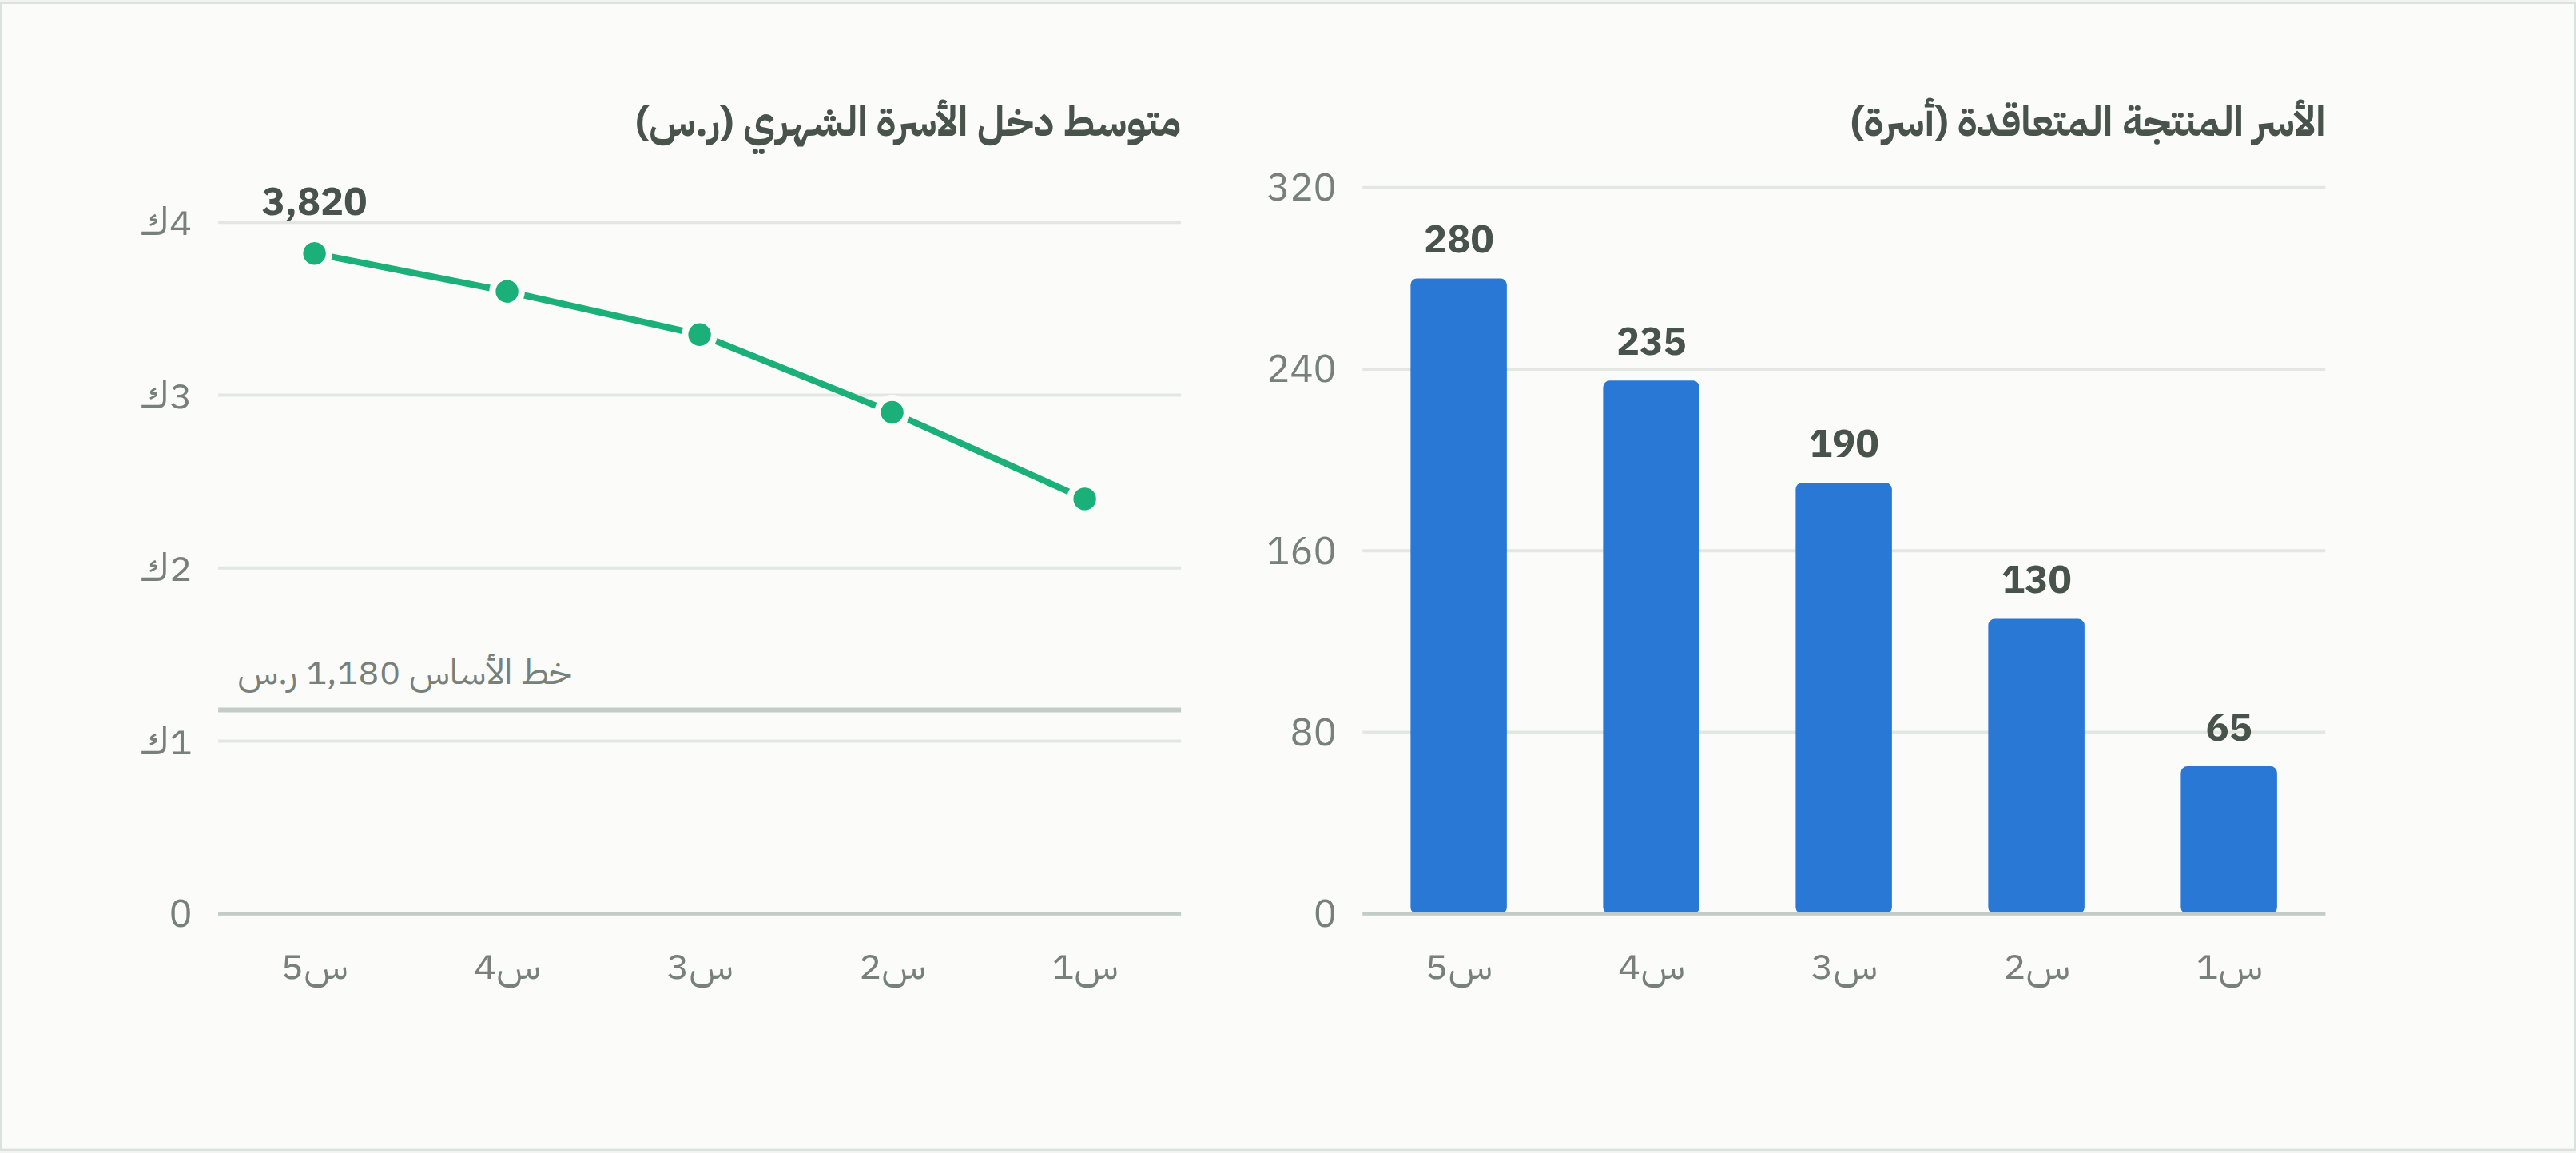 الأسر المنتجة المتعاقدة (أسرة)
320
240
160
80
0
65
130
190
235
280
س1
س2
س3
س4
س5
متوسط دخل الأسرة الشهري (ر.س)
4ك
3ك
2ك
1ك
0
3,820
خط الأساس 1,180 ر.س
س1
س2
س3
س4
س5